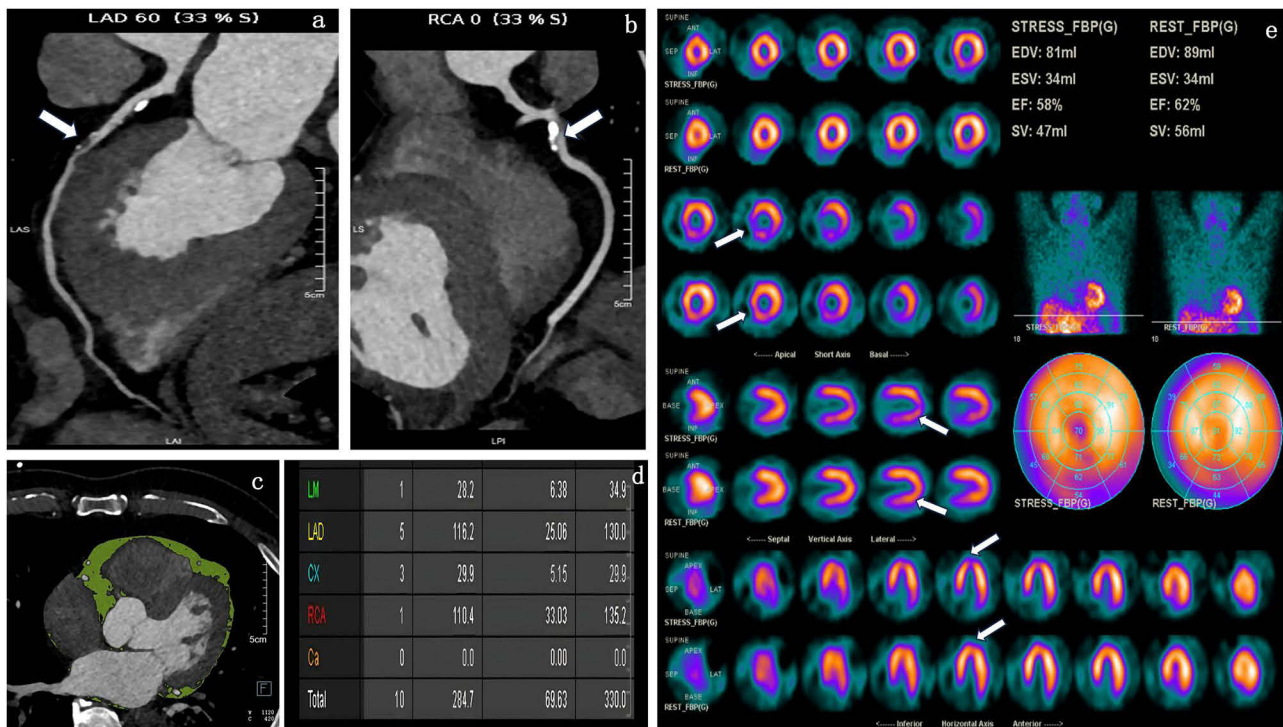 LAD 60 (33 % S)
a
LAS
5cm
LAI
RCA 0 (33 % S)
b
LS
5cm
LPI
c
5cm
F
W 1120
C 420
d
LM 1 28.2 6.38 34.9
LAD 5 116.2 25.06 130.0
CX 3 29.9 5.15 29.9
RCA 1 110.4 33.03 135.2
Ca 0 0.0 0.00 0.0
Total 10 284.7 69.63 330.0
e
SUPINE
ANT
SEP LAT
INF
STRESS_FBP(G)
SUPINE
ANT
SEP LAT
INF
REST_FBP(G)
<------ Apical Short Axis Basal ------>
SUPINE
ANT
BASE APEX
INF
STRESS_FBP(G)
SUPINE
ANT
BASE APEX
INF
REST_FBP(G)
<------ Septal Vertical Axis Lateral ------>
SUPINE
APEX
SEP LAT
BASE
STRESS_FBP(G)
SUPINE
APEX
SEP LAT
BASE
REST_FBP(G)
<------ Inferior Horizontal Axis Anterior ------>
STRESS_FBP(G) REST_FBP(G)
EDV: 81ml EDV: 89ml
ESV: 34ml ESV: 34ml
EF: 58% EF: 62%
SV: 47ml SV: 56ml
STRESS_FBP(G) REST_FBP(G)
18 18
STRESS_FBP(G) REST_FBP(G)